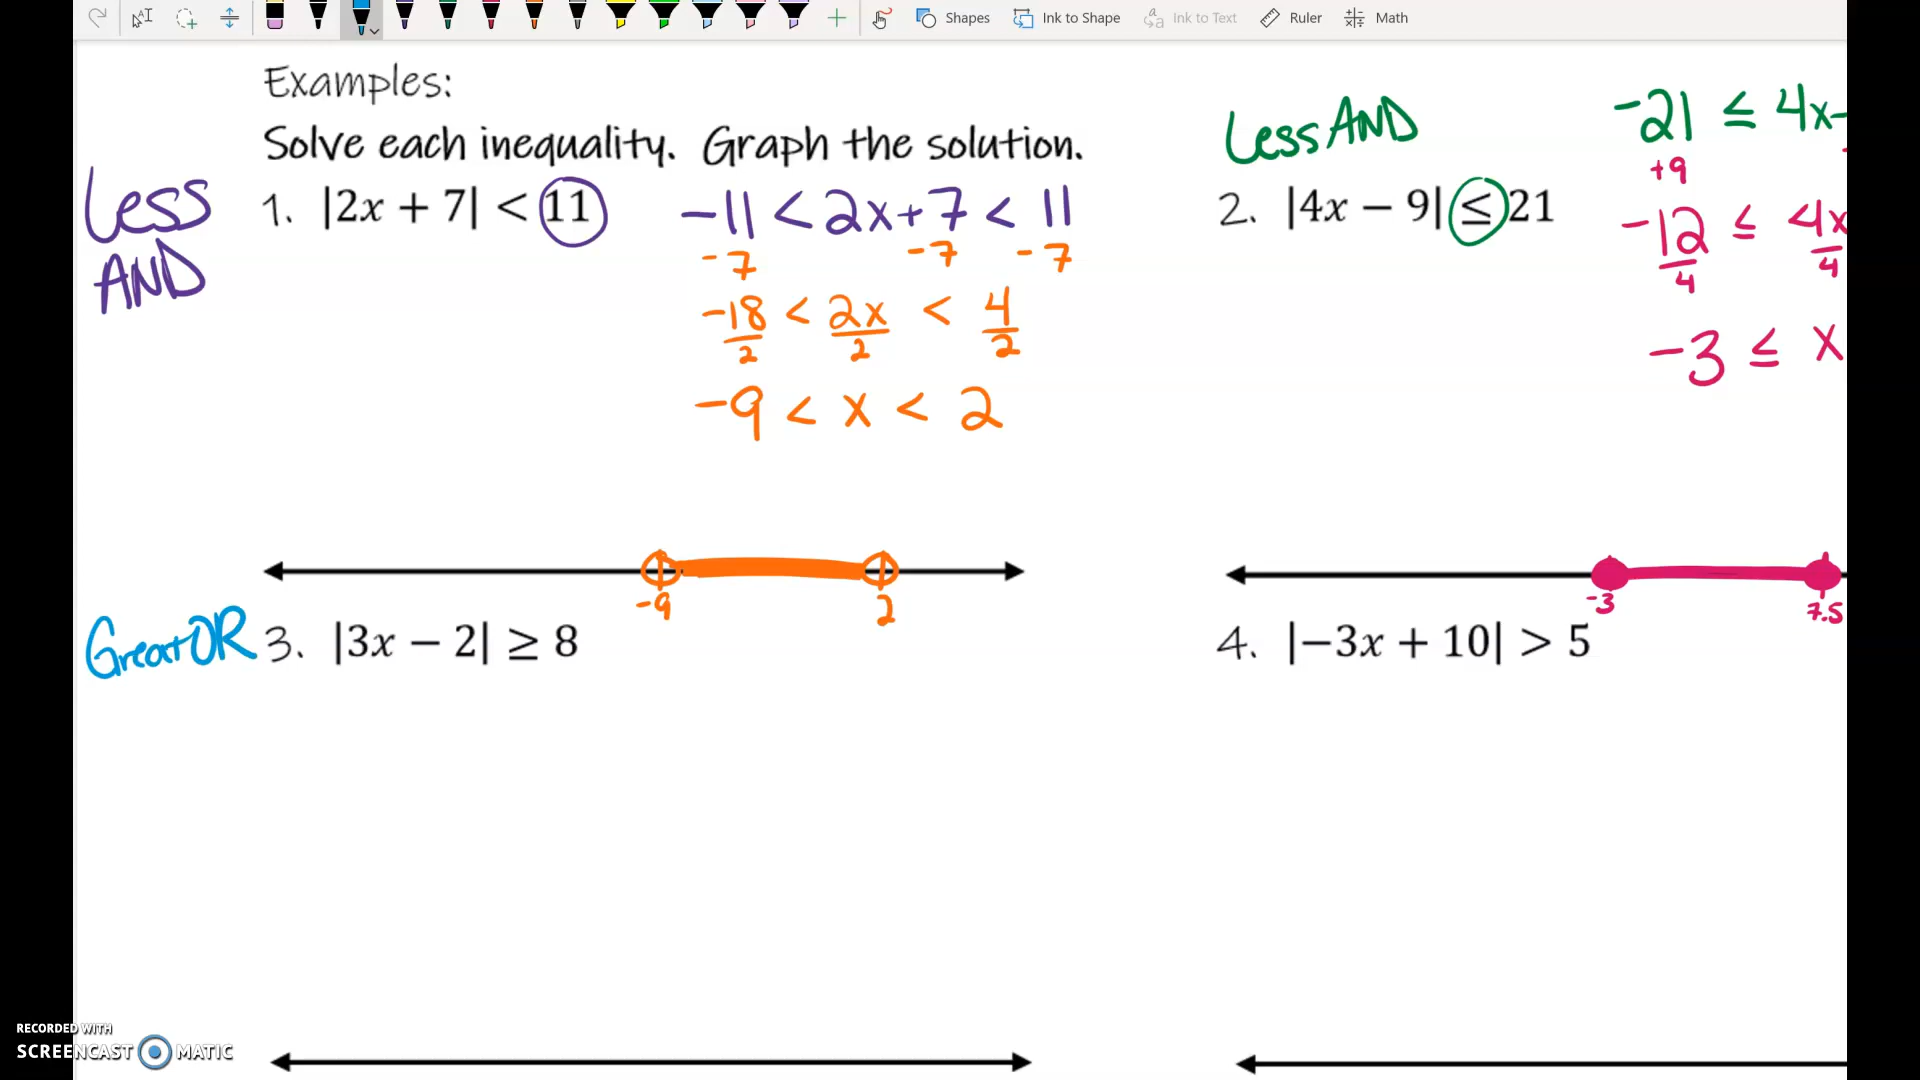 Shapes Ink to Shape Ink to Text Ruler Math
Examples:
Solve each inequality. Graph the solution.
Less
AND
1. |2x + 7| < 11
-11 < 2x+7 < 11
-7 -7 -7
-18/2 < 2x/2 < 4/2
-9 < x < 2
-9 2
Less AND
2. |4x − 9| ≤ 21
-21 ≤ 4x-
+9
-12/4 ≤ 4x/4
-3 ≤ x
-3 7.5
GreatOR
3. |3x − 2| ≥ 8
4. |−3x + 10| > 5
RECORDED WITH
SCREENCAST MATIC